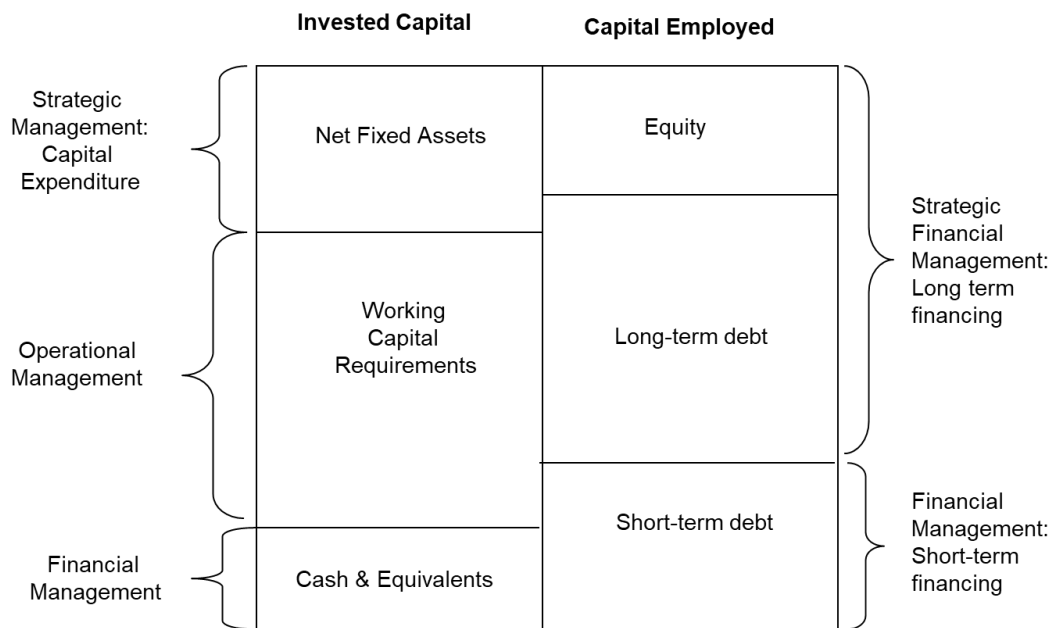 Invested Capital
Capital Employed
Strategic
Management:
Capital
Expenditure
Net Fixed Assets
Equity
Strategic
Financial
Management:
Long term
financing
Operational
Management
Working
Capital
Requirements
Long-term debt
Financial
Management
Cash & Equivalents
Short-term debt
Financial
Management:
Short-term
financing